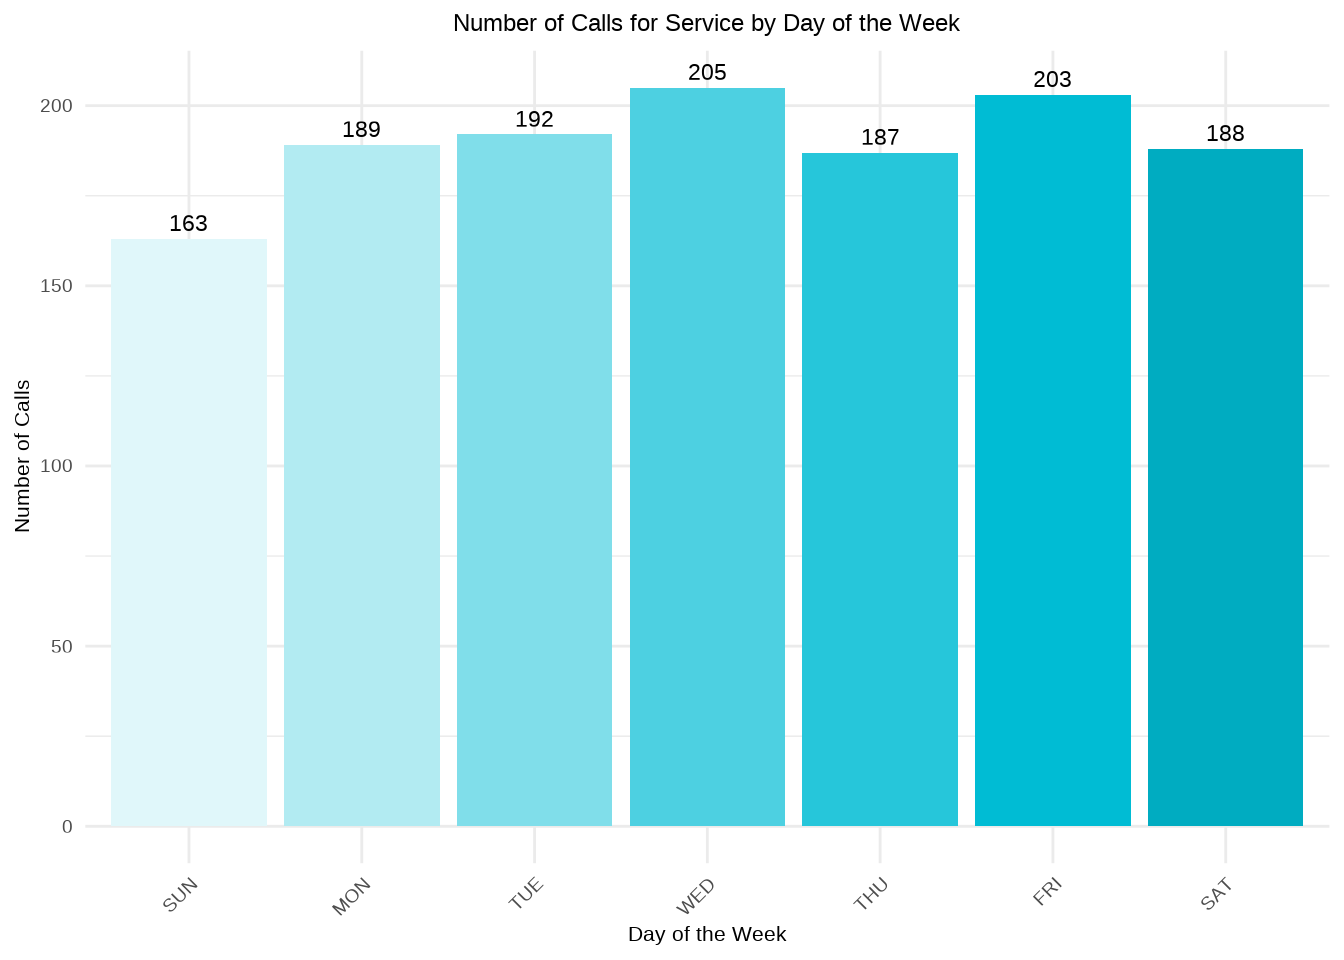 Number of Calls for Service by Day of the Week
205
203
192
189
188
187
163
200
150
100
50
0
Number of Calls
SUN
MON
TUE
WED
THU
FRI
SAT
Day of the Week